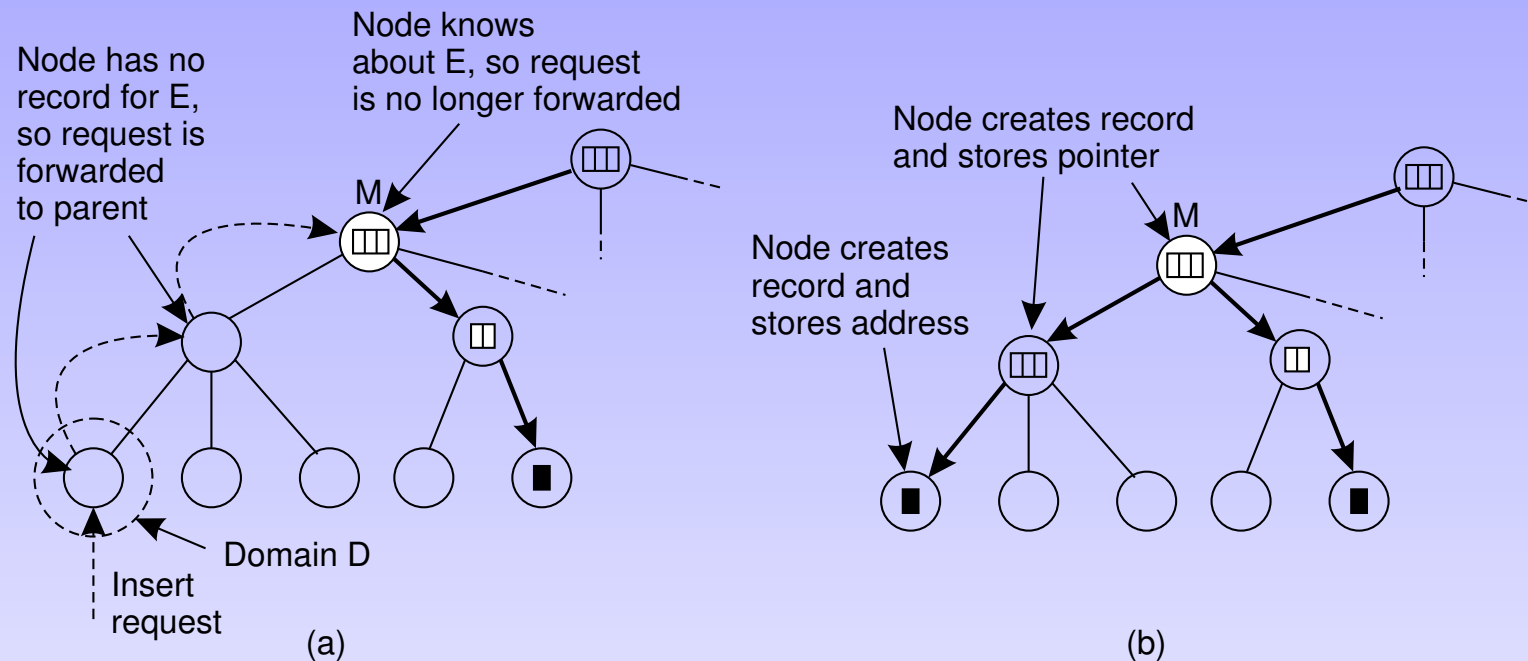 Node has no
record for E,
so request is
forwarded
to parent
Node knows
about E, so request
is no longer forwarded
M
Domain D
Insert
request
(a)
Node creates record
and stores pointer
M
Node creates
record and
stores address
(b)